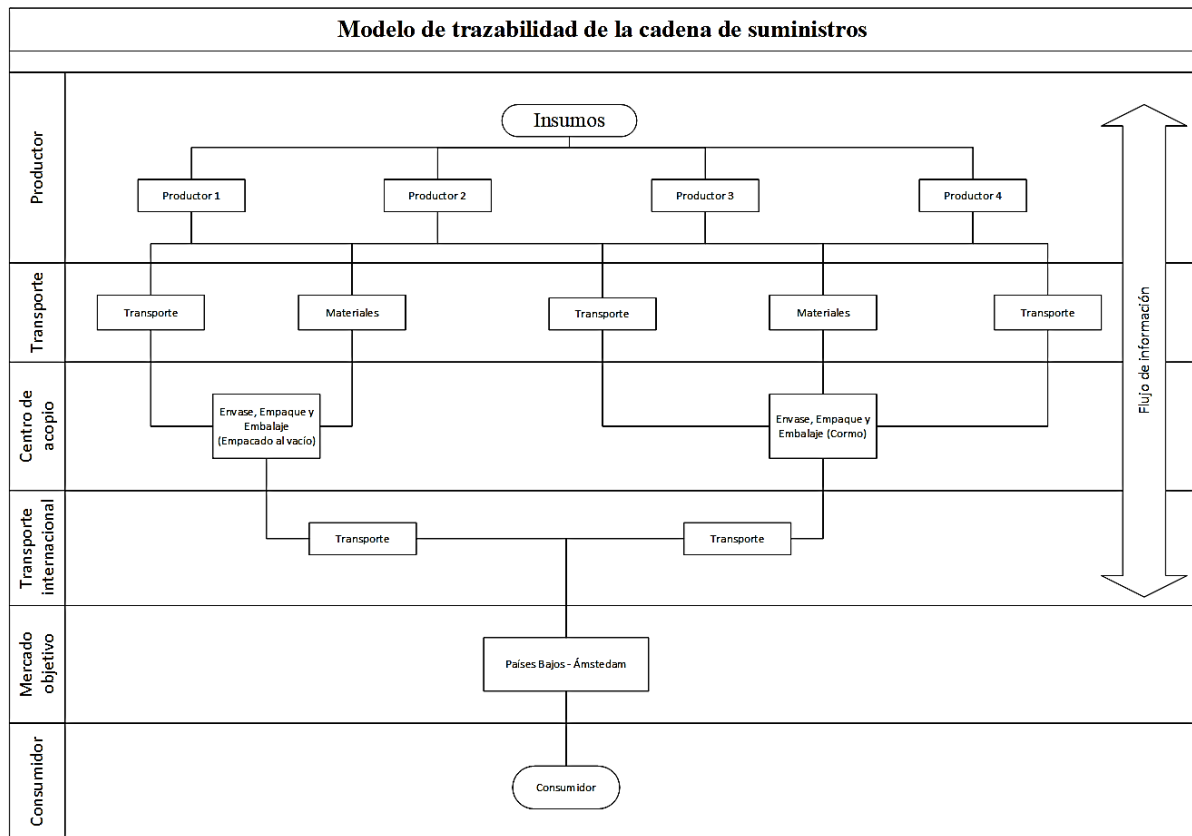 Modelo de trazabilidad de la cadena de suministros
Productor
Insumos
Productor 1
Productor 2
Productor 3
Productor 4
Flujo de información
Transporte
Transporte
Materiales
Transporte
Materiales
Transporte
Centro de
acopio
Envase, Empaque y
Embalaje
(Empacado al vacío)
Envase, Empaque y
Embalaje (Cormo)
Transporte
internacional
Transporte
Transporte
Mercado
objetivo
Países Bajos - Ámstedam
Consumidor
Consumidor